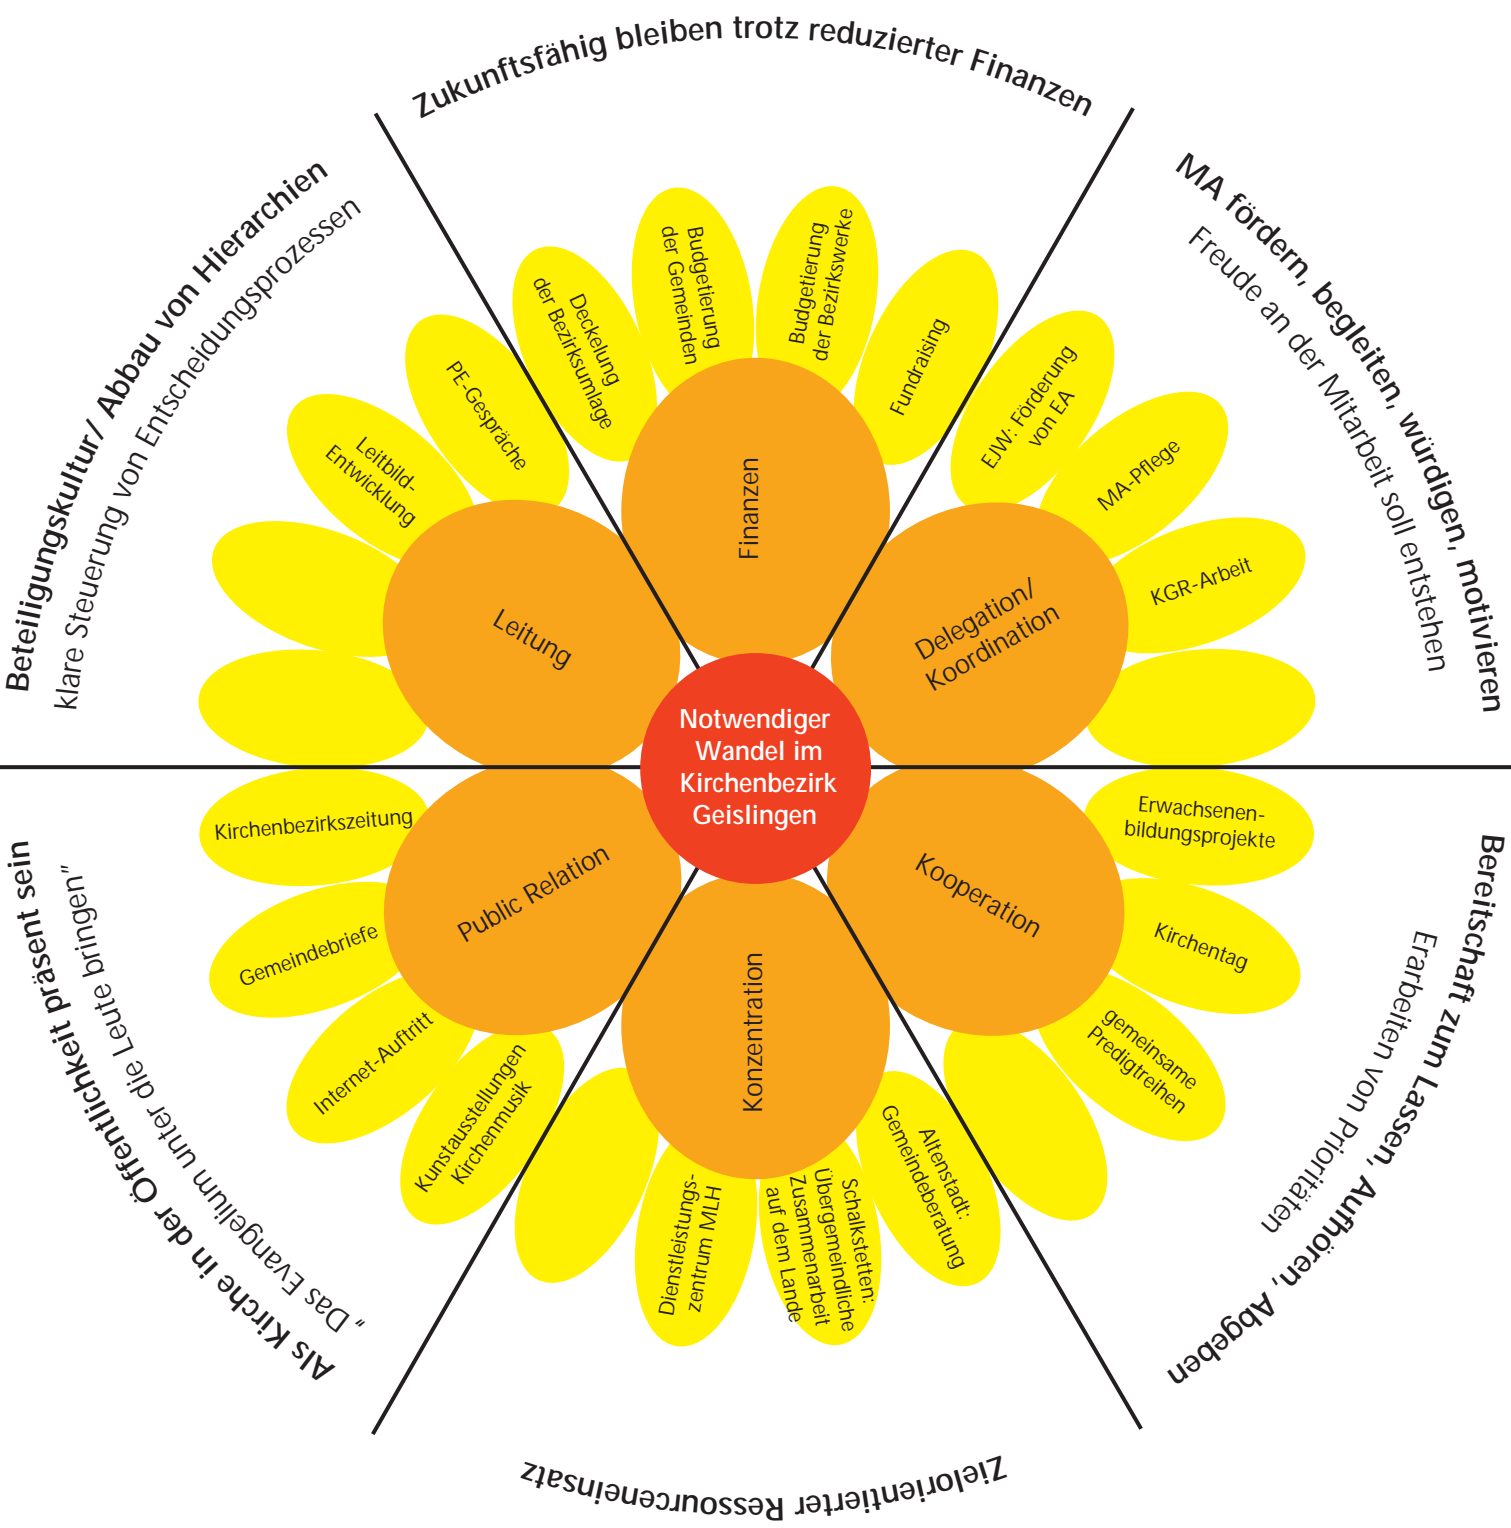 Zukunftsfähig bleiben trotz reduzierter Finanzen
MA fördern, begleiten, würdigen, motivieren
Freude an der Mitarbeit soll entstehen
Bereitschaft zum Lassen, Aufhören, Abgeben
Erarbeiten von Prioritäten
Zielorientierter Ressourceneinsatz
Als Kirche in der Öffentlichkeit präsent sein
„Das Evangelium unter die Leute bringen”
Beteiligungskultur/ Abbau von Hierarchien
klare Steuerung von Entscheidungsprozessen
Notwendiger
Wandel im
Kirchenbezirk
Geislingen
Finanzen
Deckelung
der Bezirksumlage
Budgetierung
der Gemeinden
Budgetierung
der Bezirkswerke
Fundraising
Delegation/
Koordination
EJW: Förderung
von EA
MA-Pflege
KGR-Arbeit
Kooperation
Erwachsenen-
bildungsprojekte
Kirchentag
gemeinsame
Predigtreihen
Konzentration
Altenstadt:
Gemeindeberatung
Schalkstetten:
Übergemeindliche
Zusammenarbeit
auf dem Lande
Dienstleistungs-
zentrum MLH
Public Relation
Kunstausstellungen
Kirchenmusik
Internet-Auftritt
Gemeindebriefe
Kirchenbezirkszeitung
Leitung
Leitbild-
Entwicklung
PE-Gespräche